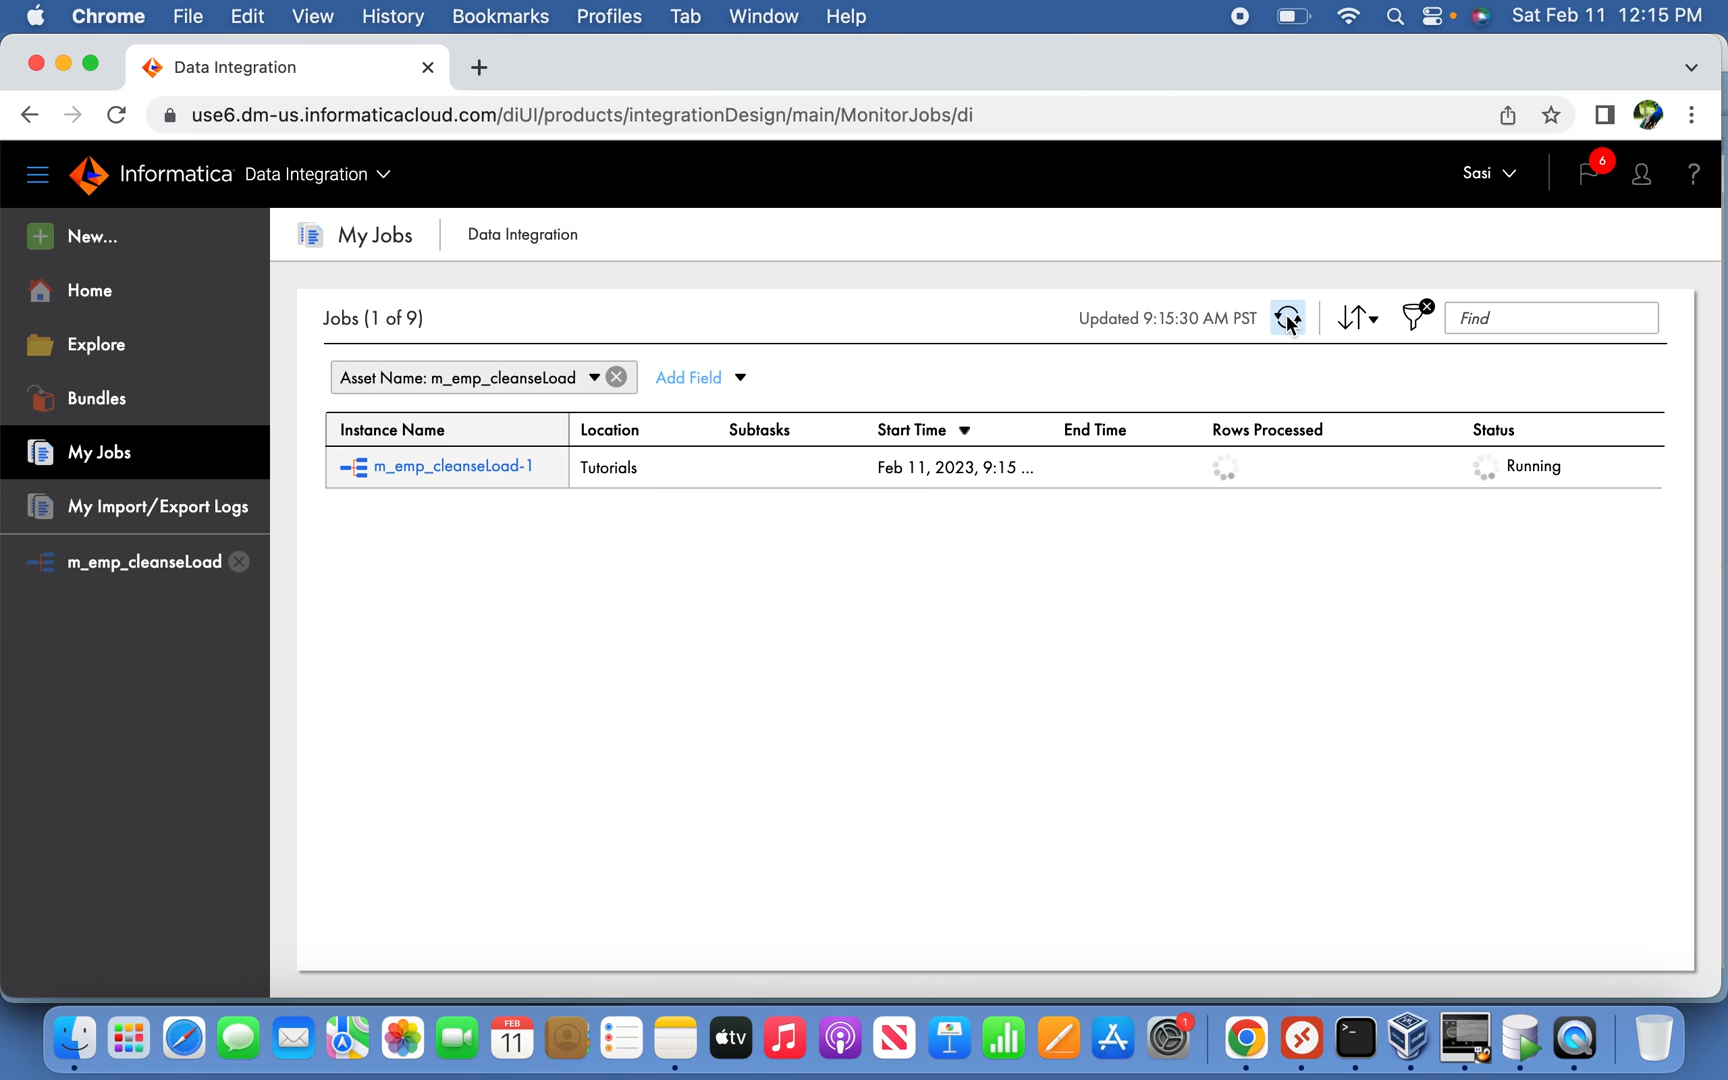 Chrome File Edit View History Bookmarks Profiles Tab Window Help Sat Feb 11 12:15 PM
Data Integration
use6.dm-us.informaticacloud.com/diUI/products/integrationDesign/main/MonitorJobs/di
Informatica Data Integration Sasi 6 ?
New...
Home
Explore
Bundles
My Jobs
My Import/Export Logs
m_emp_cleanseLoad
My Jobs Data Integration
Jobs (1 of 9) Updated 9:15:30 AM PST Find
Asset Name: m_emp_cleanseLoad Add Field
Instance Name Location Subtasks Start Time End Time Rows Processed Status
m_emp_cleanseLoad-1 Tutorials Feb 11, 2023, 9:15 ... Running
FEB
11
tv
1